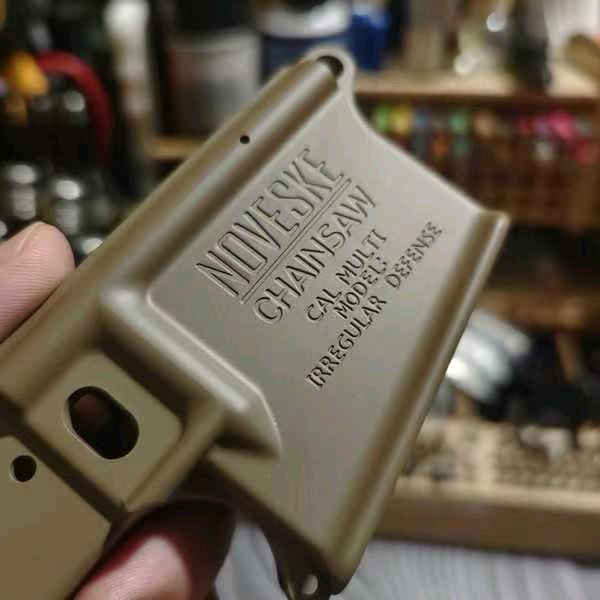 NOVESKE
CHAINSAW
CAL MULTI
MODEL:
IRREGULAR DEFENSE